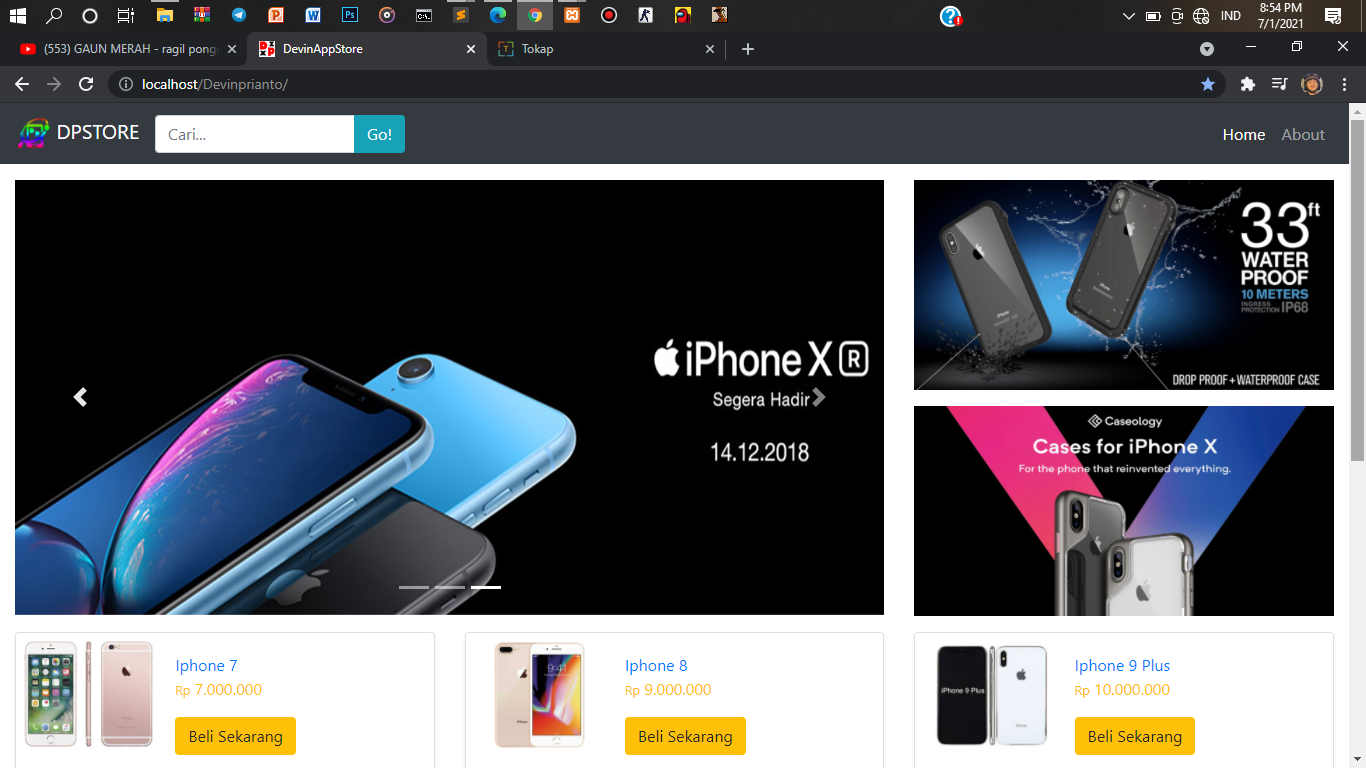 IND
8:54 PM
7/1/2021
(553) GAUN MERAH - ragil pong
DevinAppStore
Tokap
localhost/Devinprianto/
DPSTORE
Cari...
Go!
Home
About
iPhone XR
Segera Hadir
14.12.2018
33ft
WATER
PROOF
10 METERS
INGRESS
PROTECTION IP68
DROP PROOF + WATERPROOF CASE
Caseology
Cases for iPhone X
For the phone that reinvented everything.
Iphone 7
Rp 7.000.000
Beli Sekarang
9:41
Iphone 8
Rp 9.000.000
Beli Sekarang
iPhone 9 Plus
Iphone 9 Plus
Rp 10.000.000
Beli Sekarang